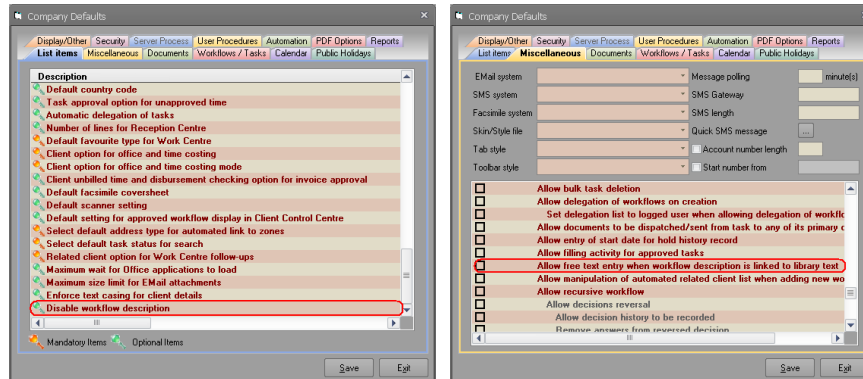 Company Defaults
Display/Other Security Server Process User Procedures Automation PDF Options Reports
List items Miscellaneous Documents Workflows / Tasks Calendar Public Holidays
Description
Default country code
Task approval option for unapproved time
Automatic delegation of tasks
Number of lines for Reception Centre
Default favourite type for Work Centre
Client option for office and time costing
Client option for office and time costing mode
Client unbilled time and disbursement checking option for invoice approval
Default facsimile coversheet
Default scanner setting
Default setting for approved workflow display in Client Control Centre
Select default address type for automated link to zones
Select default task status for search
Related client option for Work Centre follow-ups
Maximum wait for Office applications to load
Maximum size limit for EMail attachments
Enforce text casing for client details
Disable workflow description
Mandatory Items Optional Items
Save Exit
Company Defaults
Display/Other Security Server Process User Procedures Automation PDF Options Reports
List items Miscellaneous Documents Workflows / Tasks Calendar Public Holidays
EMail system Message polling minute(s)
SMS system SMS Gateway
Facsimile system SMS length
Skin/Style file Quick SMS message ...
Tab style Account number length
Toolbar style Start number from
Allow bulk task deletion
Allow delegation of workflows on creation
Set delegation list to logged user when allowing delegation of workflo
Allow documents to be dispatched/sent from task to any of its primary c
Allow entry of start date for hold history record
Allow filling activity for approved tasks
Allow free text entry when workflow description is linked to library text
Allow manipulation of automated related client list when adding new wo
Allow recursive workflow
Allow decisions reversal
Allow decision history to be recorded
Remove answers from reversed decision
Save Exit